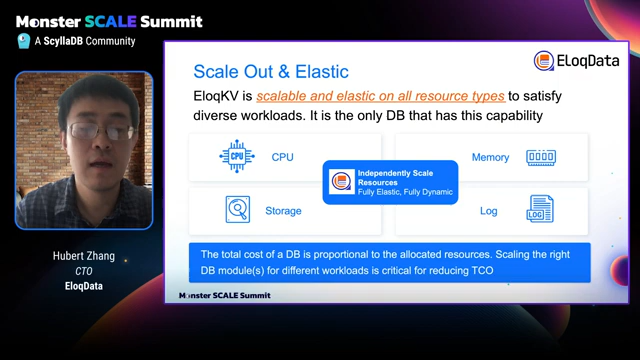 Monster SCALE Summit
A ScyllaDB Community
Hubert Zhang
CTO
EloqData
EloqData
Scale Out & Elastic
EloqKV is scalable and elastic on all resource types to satisfy
diverse workloads. It is the only DB that has this capability
CPU
CPU
Memory
Independently Scale
Resources
Fully Elastic, Fully Dynamic
Storage
Log
LOG
The total cost of a DB is proportional to the allocated resources. Scaling the right
DB module(s) for different workloads is critical for reducing TCO
Monster SCALE Summit